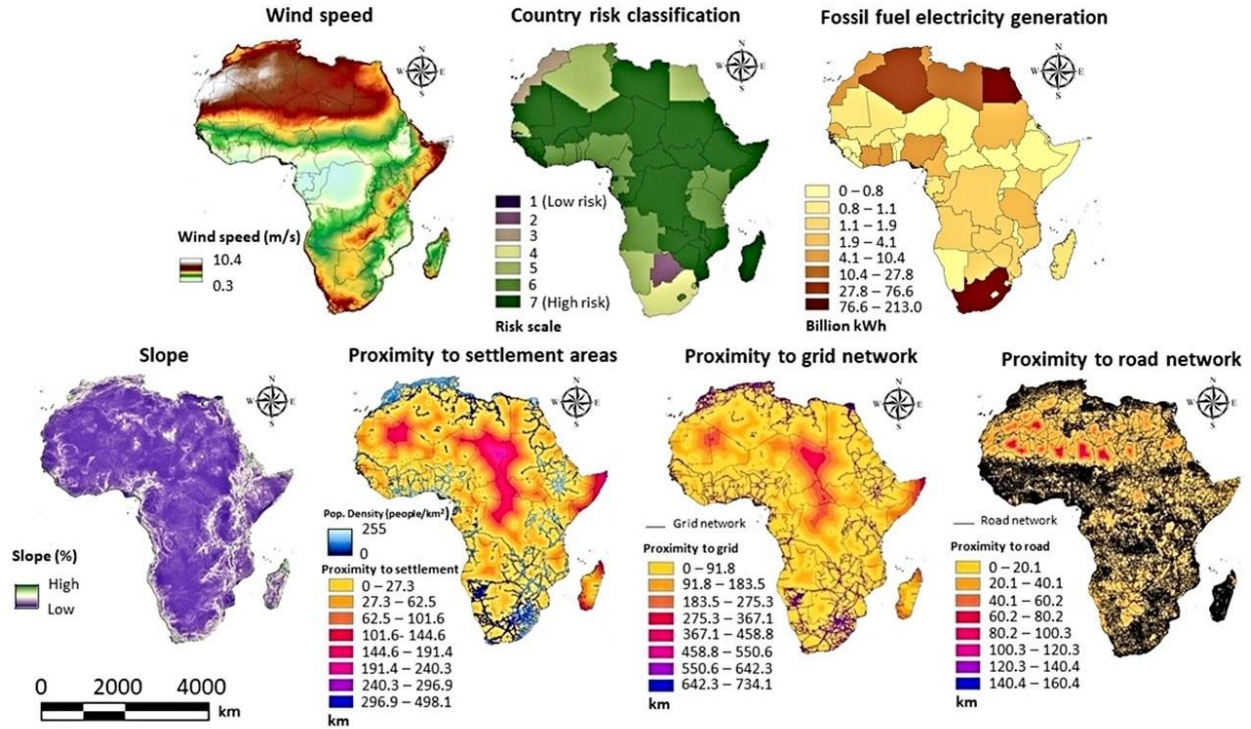 Wind speed
Country risk classification
Fossil fuel electricity generation
N
W E
S
N
W E
S
N
W E
S
Wind speed (m/s)
10.4
0.3
1 (Low risk)
2
3
4
5
6
7 (High risk)
Risk scale
0 – 0.8
0.8 – 1.1
1.1 – 1.9
1.9 – 4.1
4.1 – 10.4
10.4 – 27.8
27.8 – 76.6
76.6 – 213.0
Billion kWh
Slope
Proximity to settlement areas
Proximity to grid network
Proximity to road network
N
W E
S
N
W E
S
N
W E
S
N
W E
S
Slope (%)
High
Low
Pop. Density (people/km²)
255
0
Proximity to settlement
0 – 27.3
27.3 – 62.5
62.5 – 101.6
101.6- 144.6
144.6 – 191.4
191.4 – 240.3
240.3 – 296.9
296.9 – 498.1
km
Grid network
Proximity to grid
0 – 91.8
91.8 – 183.5
183.5 – 275.3
275.3 – 367.1
367.1 – 458.8
458.8 – 550.6
550.6 – 642.3
642.3 – 734.1
km
Road network
Proximity to road
0 – 20.1
20.1 – 40.1
40.1 – 60.2
60.2 – 80.2
80.2 – 100.3
100.3 – 120.3
120.3 – 140.4
140.4 – 160.4
km
0 2000 4000
km